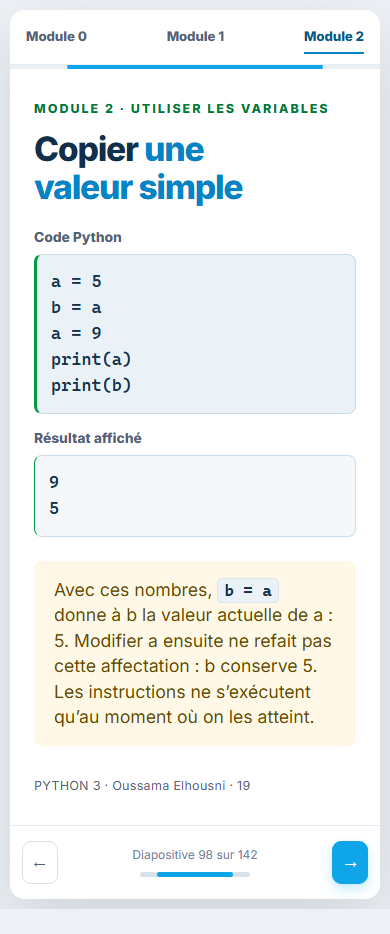 Module 0
Module 1
Module 2
MODULE 2 · UTILISER LES VARIABLES
Copier une
valeur simple
Code Python
a = 5
b = a
a = 9
print(a)
print(b)
Résultat affiché
9
5
Avec ces nombres, b = a
donne à b la valeur actuelle de a :
5. Modifier a ensuite ne refait pas
cette affectation : b conserve 5.
Les instructions ne s’exécutent
qu’au moment où on les atteint.
PYTHON 3 · Oussama Elhousni · 19
←
Diapositive 98 sur 142
→